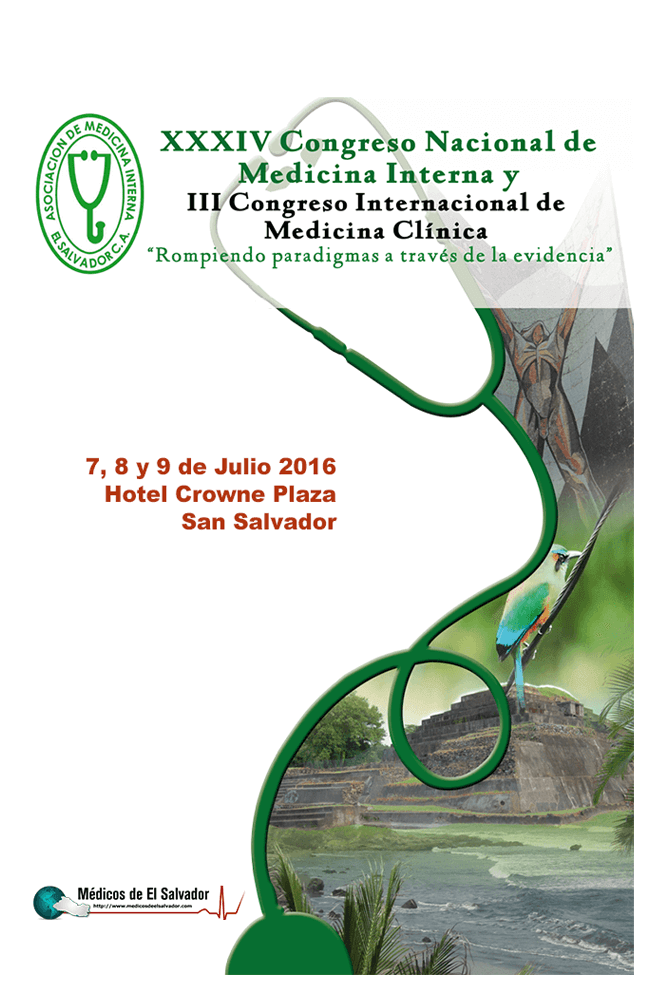 ASOCIACION DE MEDICINA INTERNA
EL SALVADOR C. A.
XXXIV Congreso Nacional de
Medicina Interna y
III Congreso Internacional de
Medicina Clínica
“Rompiendo paradigmas a través de la evidencia”
7, 8 y 9 de Julio 2016
Hotel Crowne Plaza
San Salvador
Médicos de El Salvador
http://www.medicosdeelsalvador.com